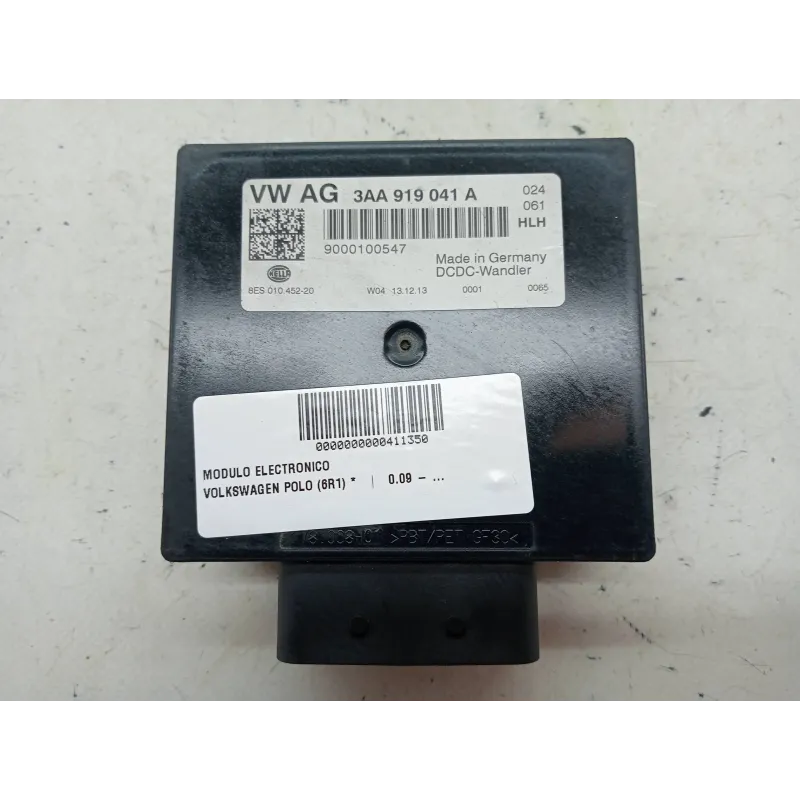 VW AG 3AA 919 041 A 024
061
HLH
9000100547
Made in Germany
DCDC-Wandler
HELLA
8ES 010.452-20 W04 13.12.13 0001 0065
0000000000411350
MODULO ELECTRONICO
VOLKSWAGEN POLO (6R1) * | 0.09 - ...
>PBT/PET GF30<